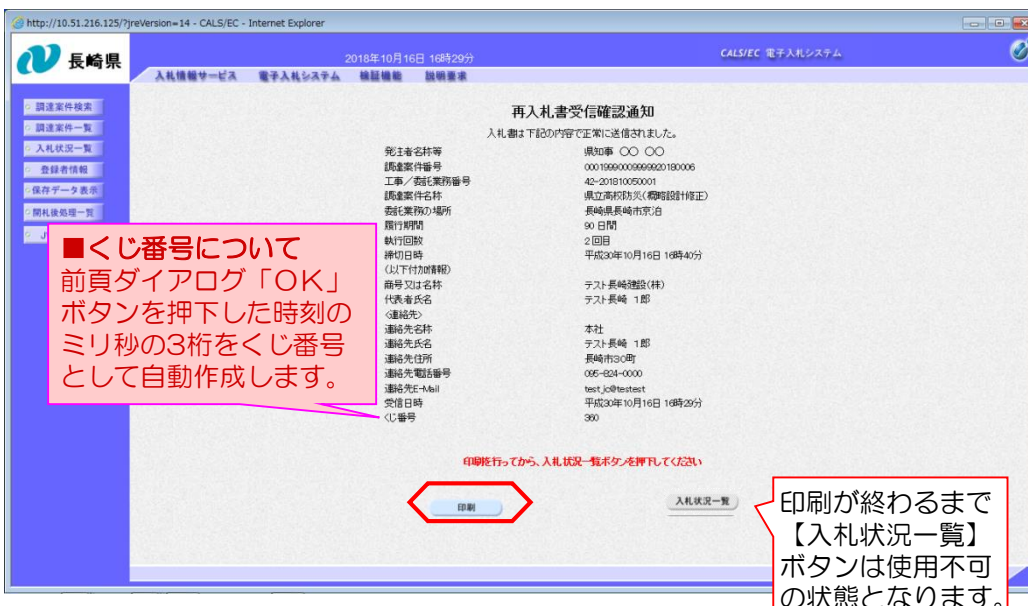 http://10.51.216.125/?jreVersion=14 - CALS/EC - Internet Explorer
長崎県
2018年10月16日 16時29分
CALS/EC 電子入札システム
入札情報サービス 電子入札システム 検証機能 説明要求
調達案件検索
調達案件一覧
入札状況一覧
登録者情報
保存データ表示
開札後処理一覧
再入札書受信確認通知
入札書は下記の内容で正常に送信されました。
発注者名称等 県知事 〇〇 〇〇
調達案件番号 0001999000999992​0180006
工事／委託業務番号 42-201810050001
調達案件名称 県立高校防災(概略設計修正)
委託業務の場所 長崎県長崎市京泊
履行期間 90 日間
執行回数 2 回目
締切日時 平成30年10月16日 16時40分
(以下付加情報)
商号又は名称 テスト長崎建設(株)
代表者氏名 テスト長崎 1郎
<連絡先>
連絡先名称 本社
連絡先氏名 テスト長崎 1郎
連絡先住所 長崎市3〇町
連絡先電話番号 095-824-0000
連絡先E-Mail test_jc@testest
受信日時 平成30年10月16日 16時29分
くじ番号 360
■くじ番号について
前頁ダイアログ「ＯＫ」
ボタンを押下した時刻の
ミリ秒の3桁をくじ番号
として自動作成します。
印刷を行ってから、入札状況一覧ボタンを押下してください
印刷
入札状況一覧
印刷が終わるまで
【入札状況一覧】
ボタンは使用不可
の状態となります。